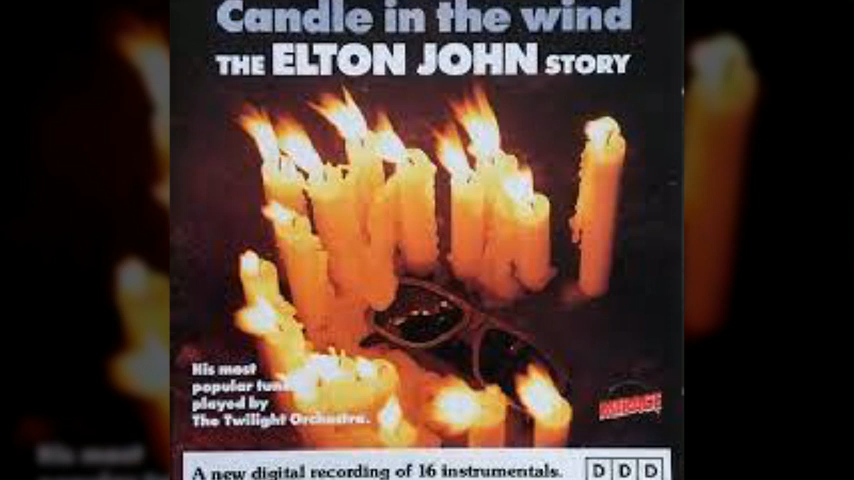 Candle in the wind
THE ELTON JOHN STORY
His most
popular tunes
played by
The Twilight Orchestra.
MIRAGE
A new digital recording of 16 instrumentals.
D D D